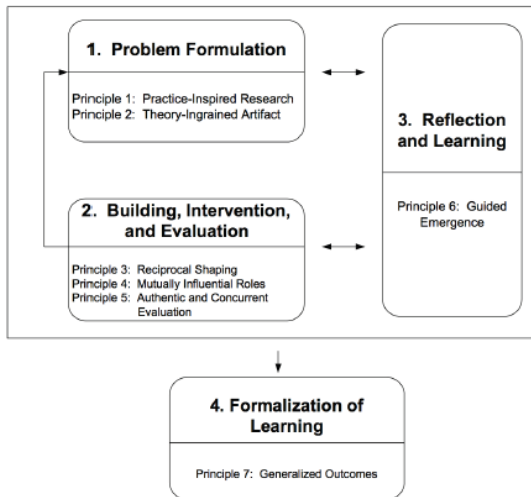 1. Problem Formulation
Principle 1: Practice-Inspired Research
Principle 2: Theory-Ingrained Artifact
2. Building, Intervention,
and Evaluation
Principle 3: Reciprocal Shaping
Principle 4: Mutually Influential Roles
Principle 5: Authentic and Concurrent
Evaluation
3. Reflection
and Learning
Principle 6: Guided
Emergence
4. Formalization of
Learning
Principle 7: Generalized Outcomes